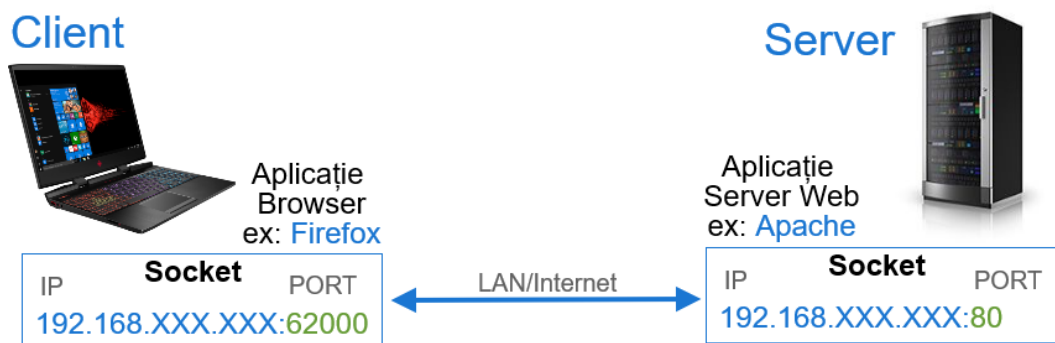 Client
Server
Aplicație
Browser
ex: Firefox
Aplicație
Server Web
ex: Apache
Socket
IP PORT
192.168.XXX.XXX:62000
LAN/Internet
Socket
IP PORT
192.168.XXX.XXX:80